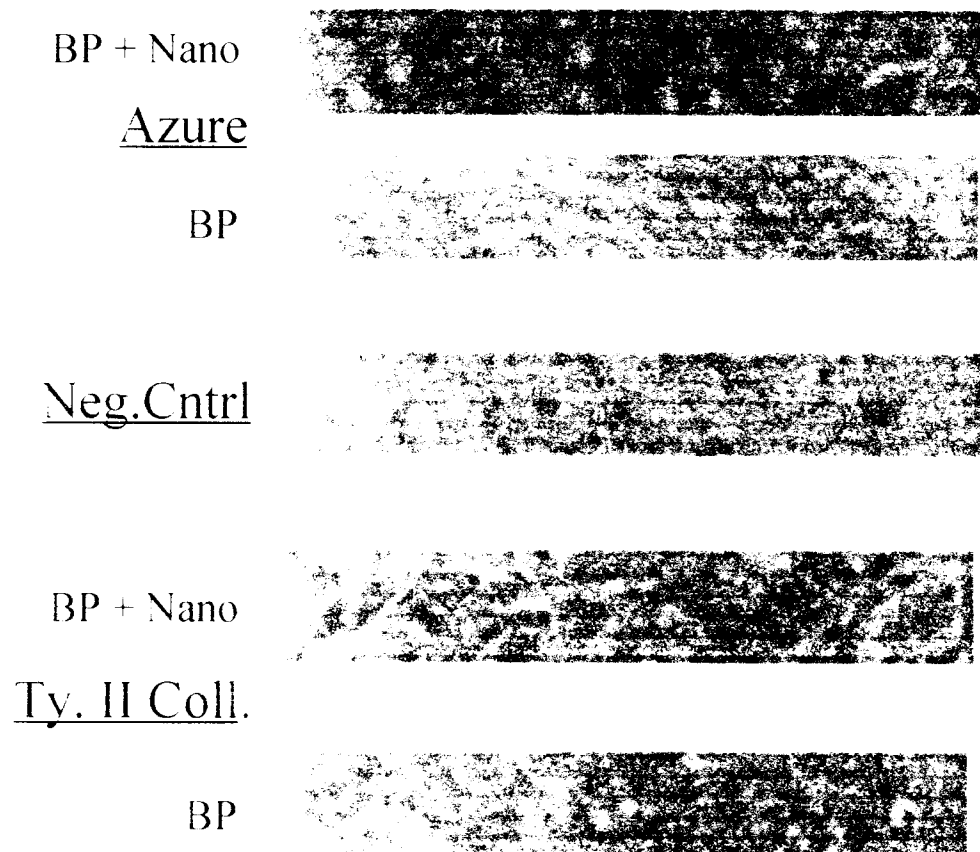 BP + Nano
Azure
BP
Neg.Cntrl
BP + Nano
Ty. II Coll.
BP